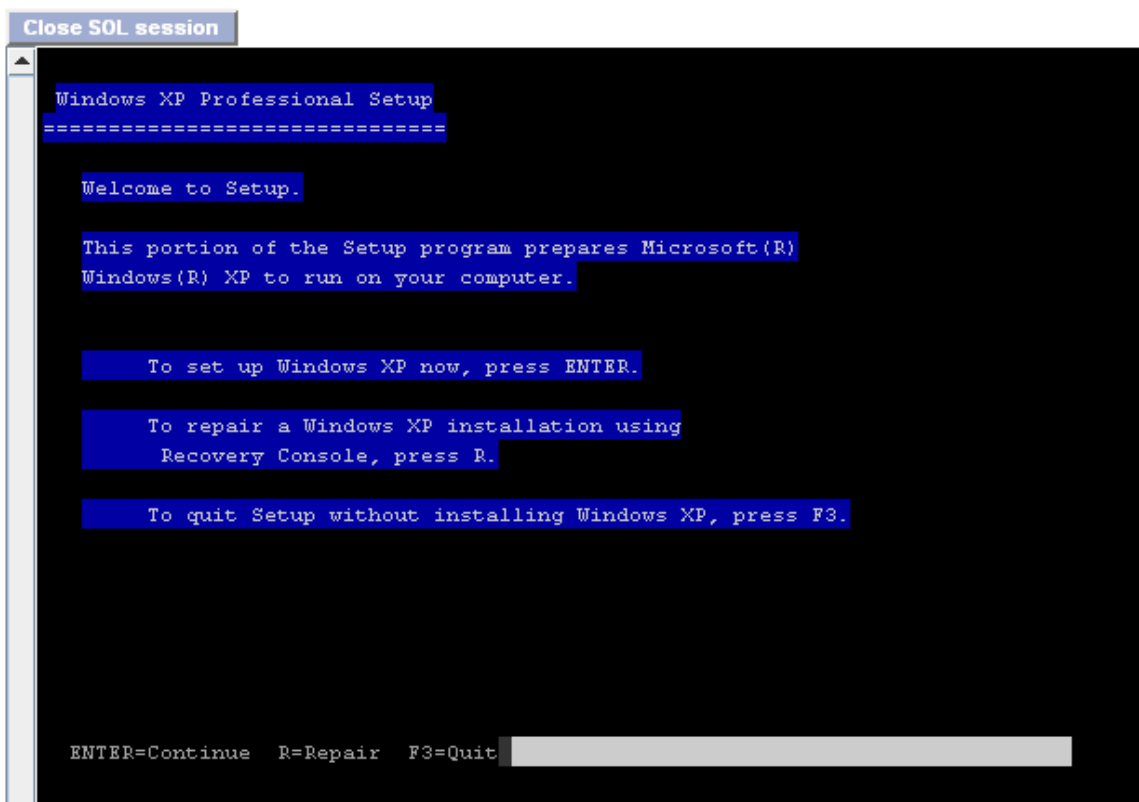 Close SOL session
Windows XP Professional Setup
===============================
Welcome to Setup.
This portion of the Setup program prepares Microsoft(R)
Windows(R) XP to run on your computer.
To set up Windows XP now, press ENTER.
To repair a Windows XP installation using
Recovery Console, press R.
To quit Setup without installing Windows XP, press F3.
ENTER=Continue  R=Repair  F3=Quit